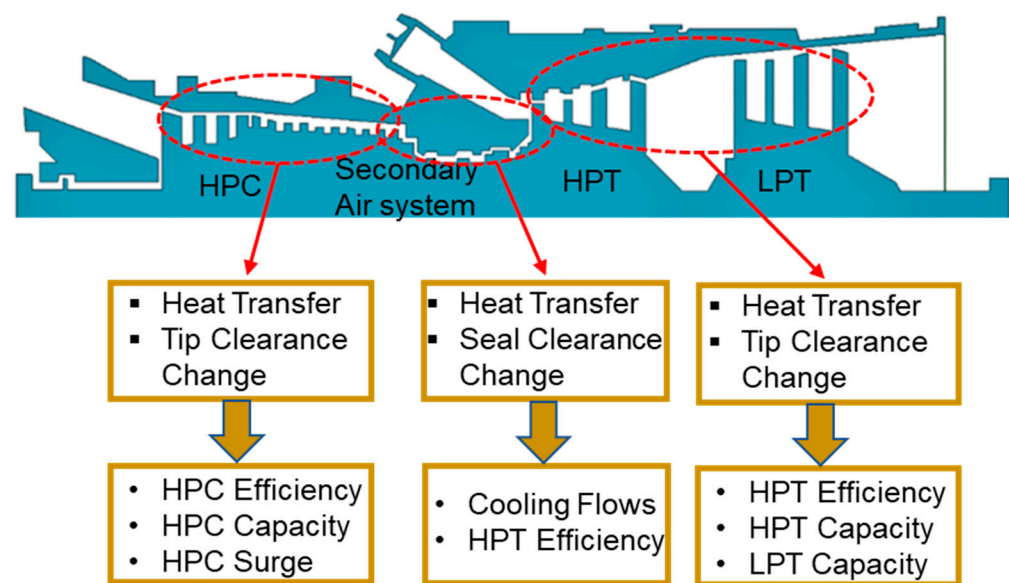 HPC
Secondary
Air system
HPT
LPT
▪ Heat Transfer
▪ Tip Clearance
Change
▪ Heat Transfer
▪ Seal Clearance
Change
▪ Heat Transfer
▪ Tip Clearance
Change
• HPC Efficiency
• HPC Capacity
• HPC Surge
• Cooling Flows
• HPT Efficiency
• HPT Efficiency
• HPT Capacity
• LPT Capacity